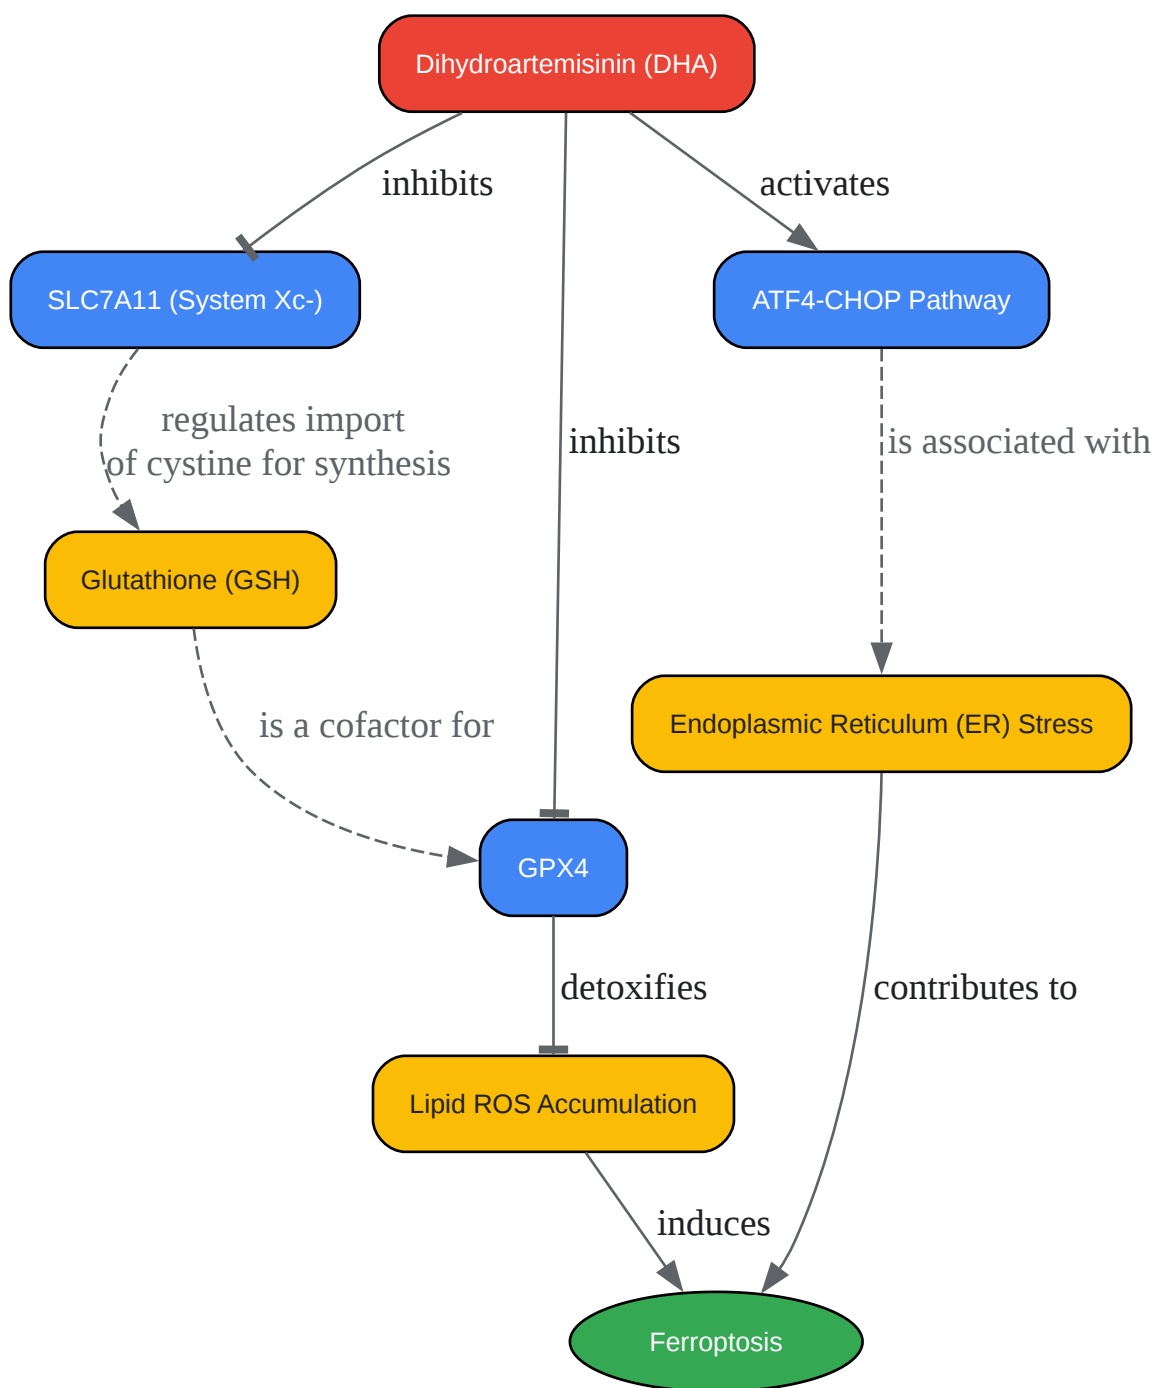 Dihydroartemisinin (DHA)
inhibits
activates
SLC7A11 (System Xc-)
ATF4-CHOP Pathway
regulates import
of cystine for synthesis
inhibits
is associated with
Glutathione (GSH)
is a cofactor for
Endoplasmic Reticulum (ER) Stress
GPX4
detoxifies
contributes to
Lipid ROS Accumulation
induces
Ferroptosis